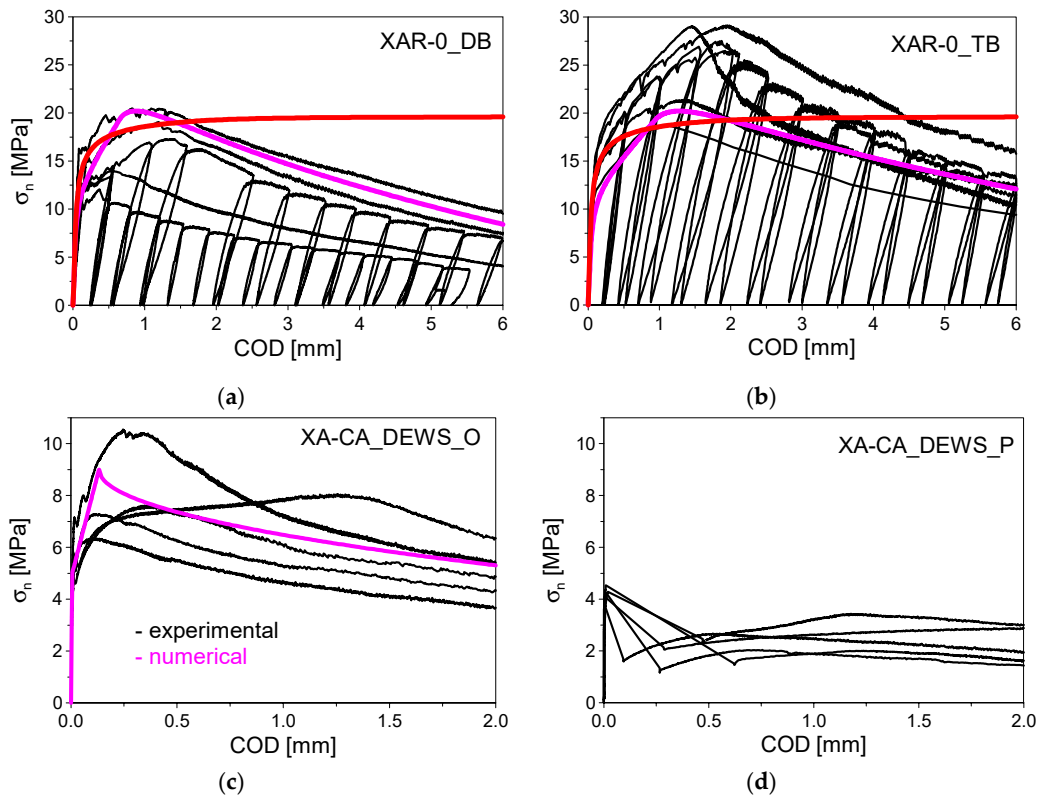 XAR-0_DB
σn [MPa]
30
25
20
15
10
5
0
0 1 2 3 4 5 6
COD [mm]
(a)
XAR-0_TB
σn [MPa]
30
25
20
15
10
5
0
0 1 2 3 4 5 6
COD [mm]
(b)
XA-CA_DEWS_O
σn [MPa]
10
8
6
4
2
0
- experimental
- numerical
0.0 0.5 1.0 1.5 2.0
COD [mm]
(c)
XA-CA_DEWS_P
σn [MPa]
10
8
6
4
2
0
0.0 0.5 1.0 1.5 2.0
COD [mm]
(d)